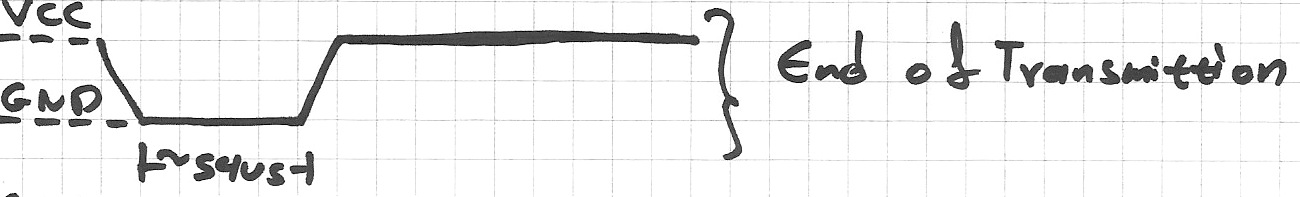 VCC
End of Transmittion
GND
~54us